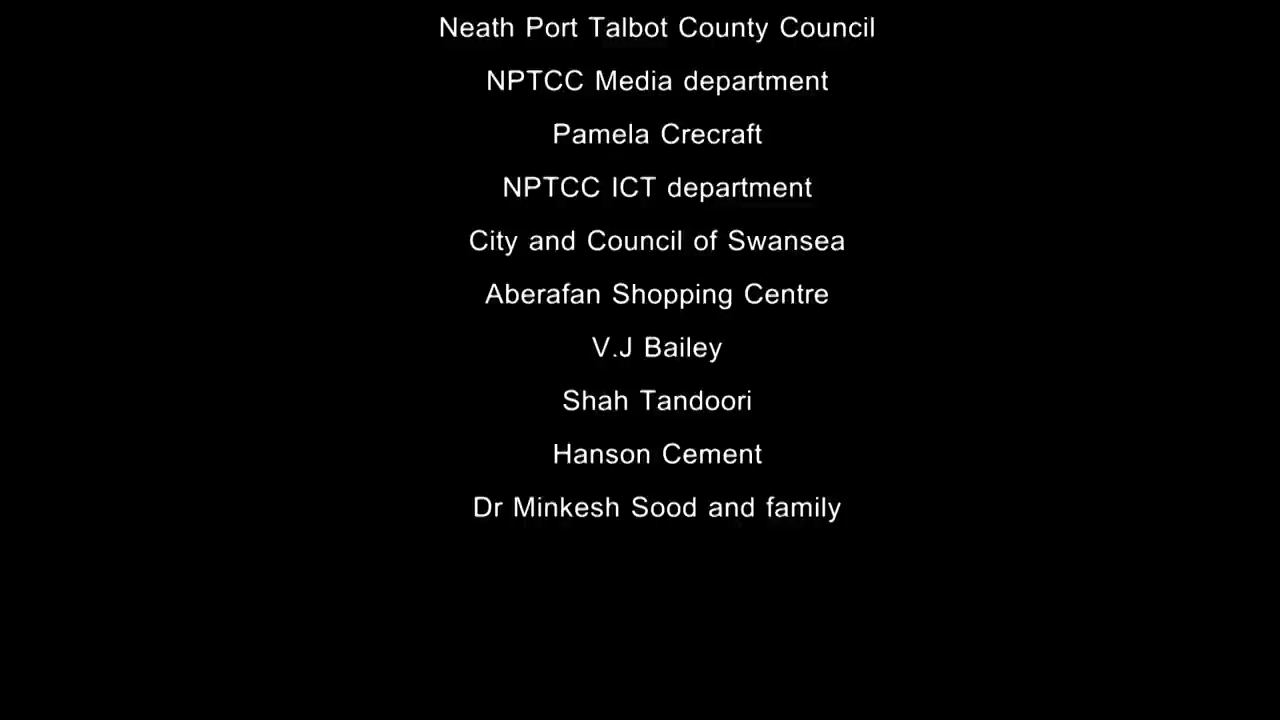 Neath Port Talbot County Council
NPTCC Media department
Pamela Crecraft
NPTCC ICT department
City and Council of Swansea
Aberafan Shopping Centre
V.J Bailey
Shah Tandoori
Hanson Cement
Dr Minkesh Sood and family